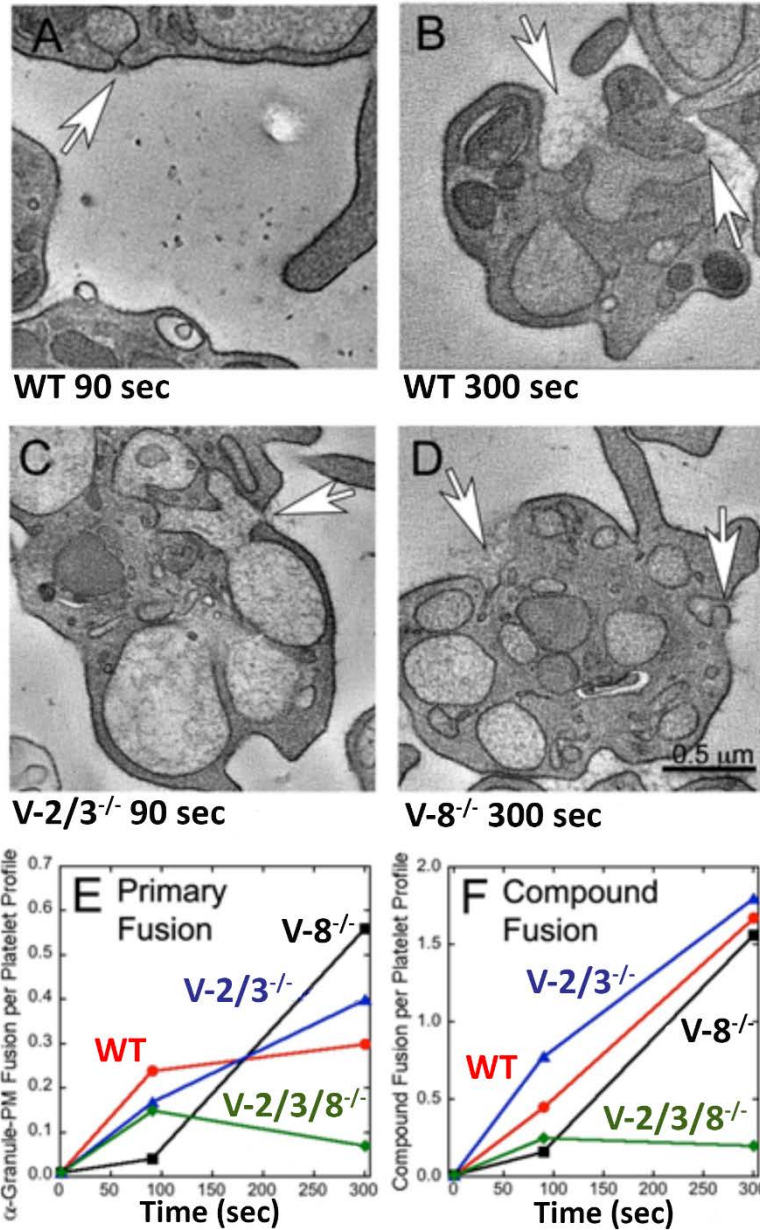 A
B
WT 90 sec
WT 300 sec
C
D
0.5 µm
V-2/3-/- 90 sec
V-8-/- 300 sec
α-Granule-PM Fusion per Platelet Profile
0.7
0.6
0.5
0.4
0.3
0.2
0.1
0.0
E Primary
Fusion
V-8-/-
V-2/3-/-
WT
V-2/3/8-/-
0 50 100 150 200 250 300
Time (sec)
Compound Fusion per Platelet Profile
2.0
1.5
1.0
0.5
0.0
F Compound
Fusion
V-2/3-/-
V-8-/-
WT
V-2/3/8-/-
0 50 100 150 200 250 300
Time (sec)